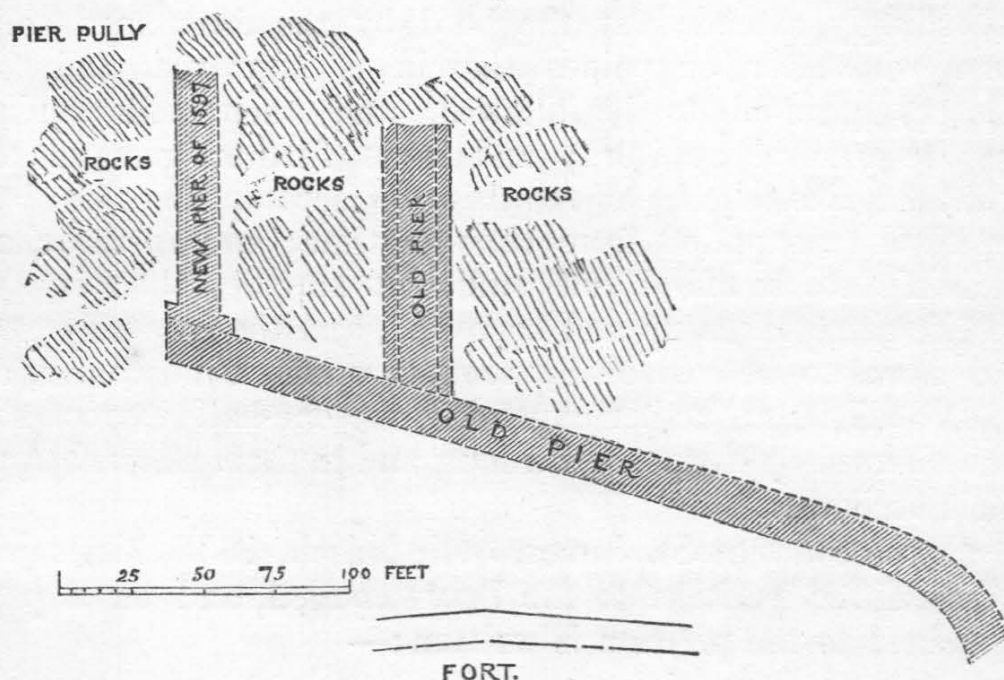 PIER PULLY
NEW PIER OF 1597
ROCKS
ROCKS
OLD PIER
ROCKS
OLD PIER
25 50 75 100 FEET
FORT.